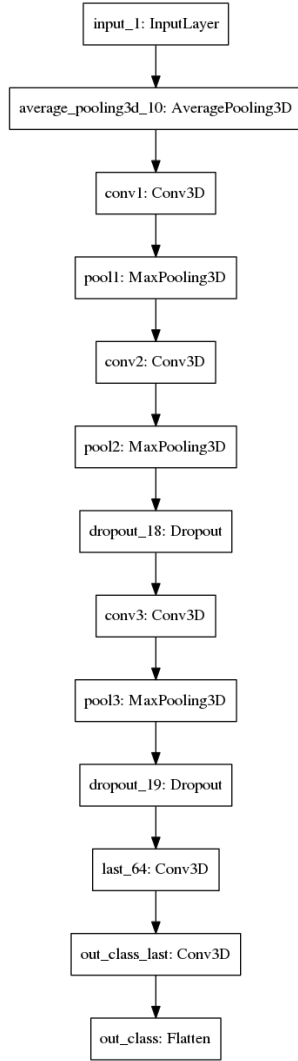 input_1: InputLayer
average_pooling3d_10: AveragePooling3D
conv1: Conv3D
pool1: MaxPooling3D
conv2: Conv3D
pool2: MaxPooling3D
dropout_18: Dropout
conv3: Conv3D
pool3: MaxPooling3D
dropout_19: Dropout
last_64: Conv3D
out_class_last: Conv3D
out_class: Flatten